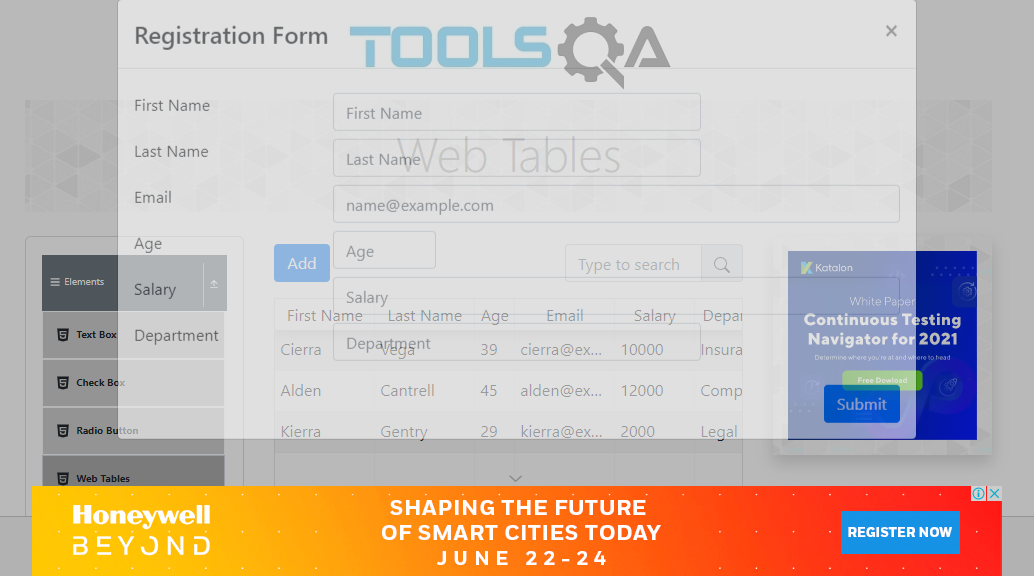 Registration Form
TOOLSQA
×
First Name
First Name
Last Name
Last Name
Web Tables
Email
name@example.com
Age
Age
Add
Type to search
Elements
Salary
Salary
Department
Department
First Name Last Name Age Email Salary Depar
Cierra Vega 39 cierra@ex... 10000 Insura
Alden Cantrell 45 alden@ex... 12000 Comp
Kierra Gentry 29 kierra@ex... 2000 Legal
Text Box
Check Box
Radio Button
Web Tables
Katalon
White Paper
Continuous Testing
Navigator for 2021
Determine where you're at and where to head
Free Dowload
Submit
Honeywell
BEYOND
SHAPING THE FUTURE
OF SMART CITIES TODAY
JUNE 22-24
REGISTER NOW